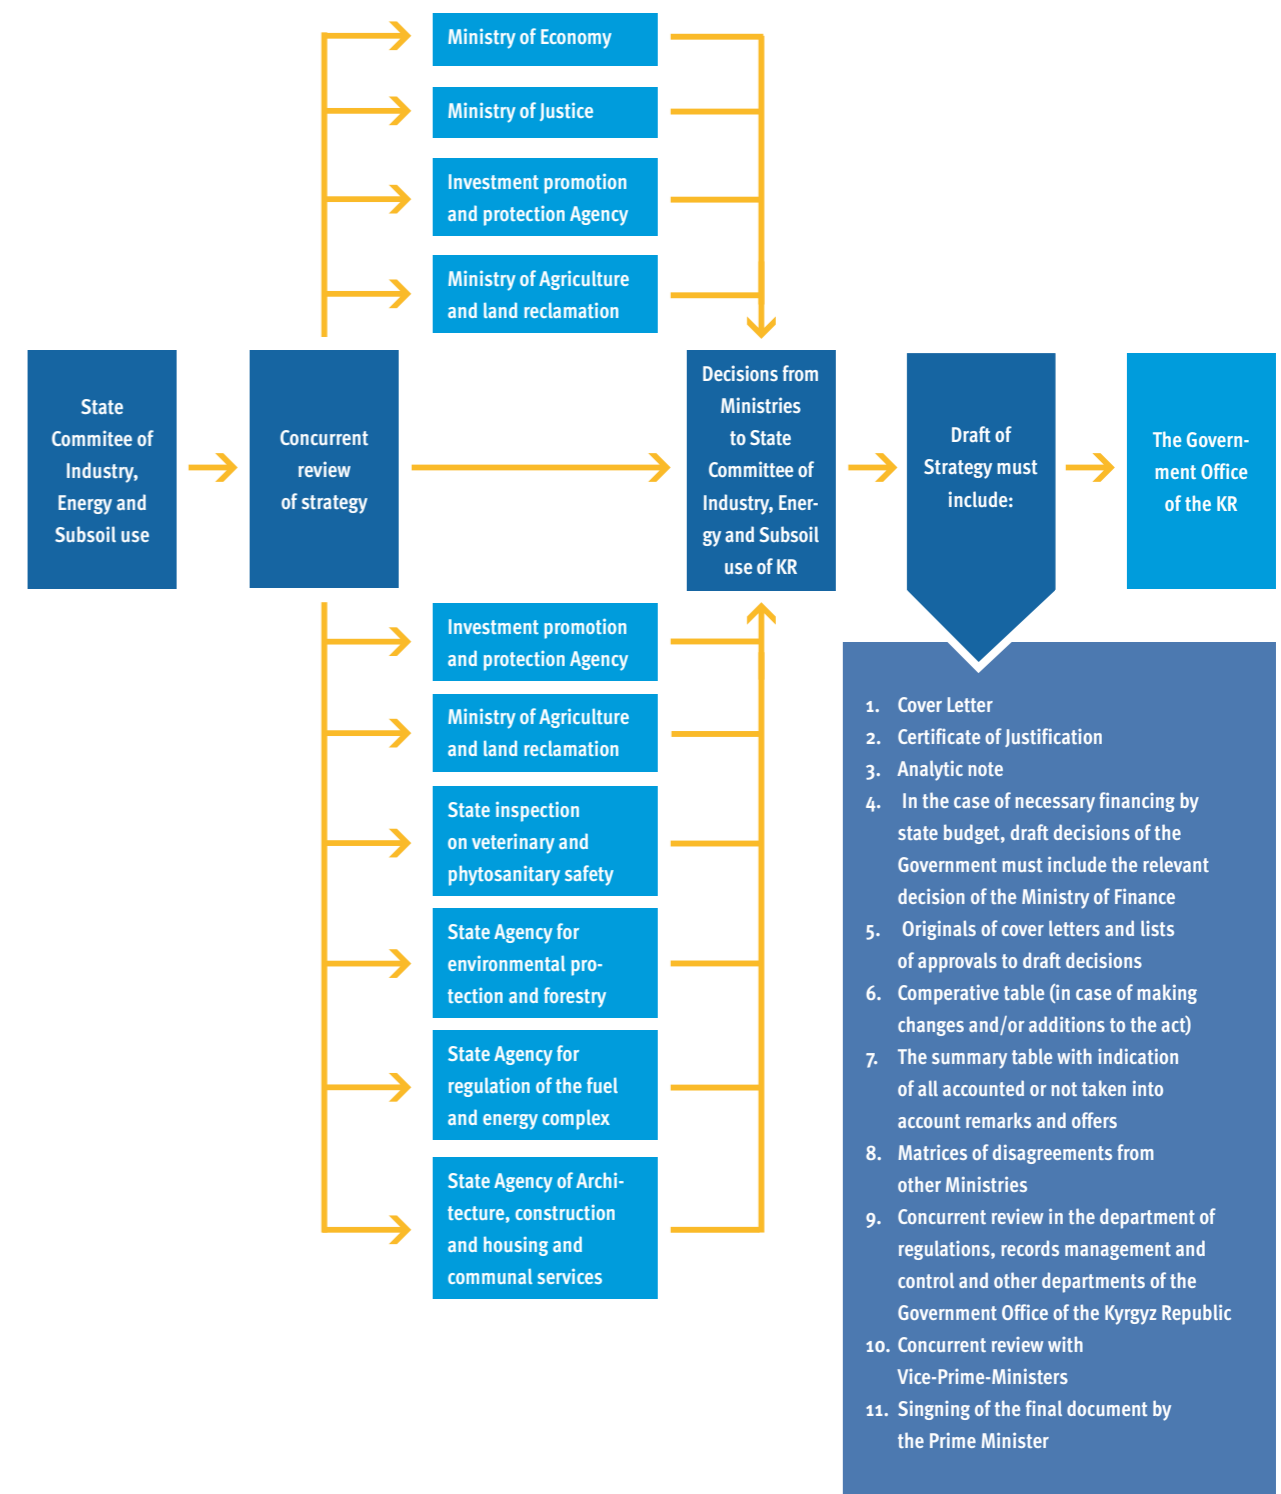 Ministry of Economy
Ministry of Justice
Investment promotion
and protection Agency
Ministry of Agriculture
and land reclamation
State
Commitee of
Industry,
Energy and
Subsoil use
Concurrent
review
of strategy
Decisions from
Ministries
to State
Committee of
Industry, Ener-
gy and Subsoil
use of KR
Draft of
Strategy must
include:
The Govern-
ment Office
of the KR
Investment promotion
and protection Agency
Ministry of Agriculture
and land reclamation
State inspection
on veterinary and
phytosanitary safety
State Agency for
environmental pro-
tection and forestry
State Agency for
regulation of the fuel
and energy complex
State Agency of Archi-
tecture, construction
and housing and
communal services
1. Cover Letter
2. Certificate of Justification
3. Analytic note
4. In the case of necessary financing by
state budget, draft decisions of the
Government must include the relevant
decision of the Ministry of Finance
5. Originals of cover letters and lists
of approvals to draft decisions
6. Comperative table (in case of making
changes and/or additions to the act)
7. The summary table with indication
of all accounted or not taken into
account remarks and offers
8. Matrices of disagreements from
other Ministries
9. Concurrent review in the department of
regulations, records management and
control and other departments of the
Government Office of the Kyrgyz Republic
10. Concurrent review with
Vice-Prime-Ministers
11. Singning of the final document by
the Prime Minister